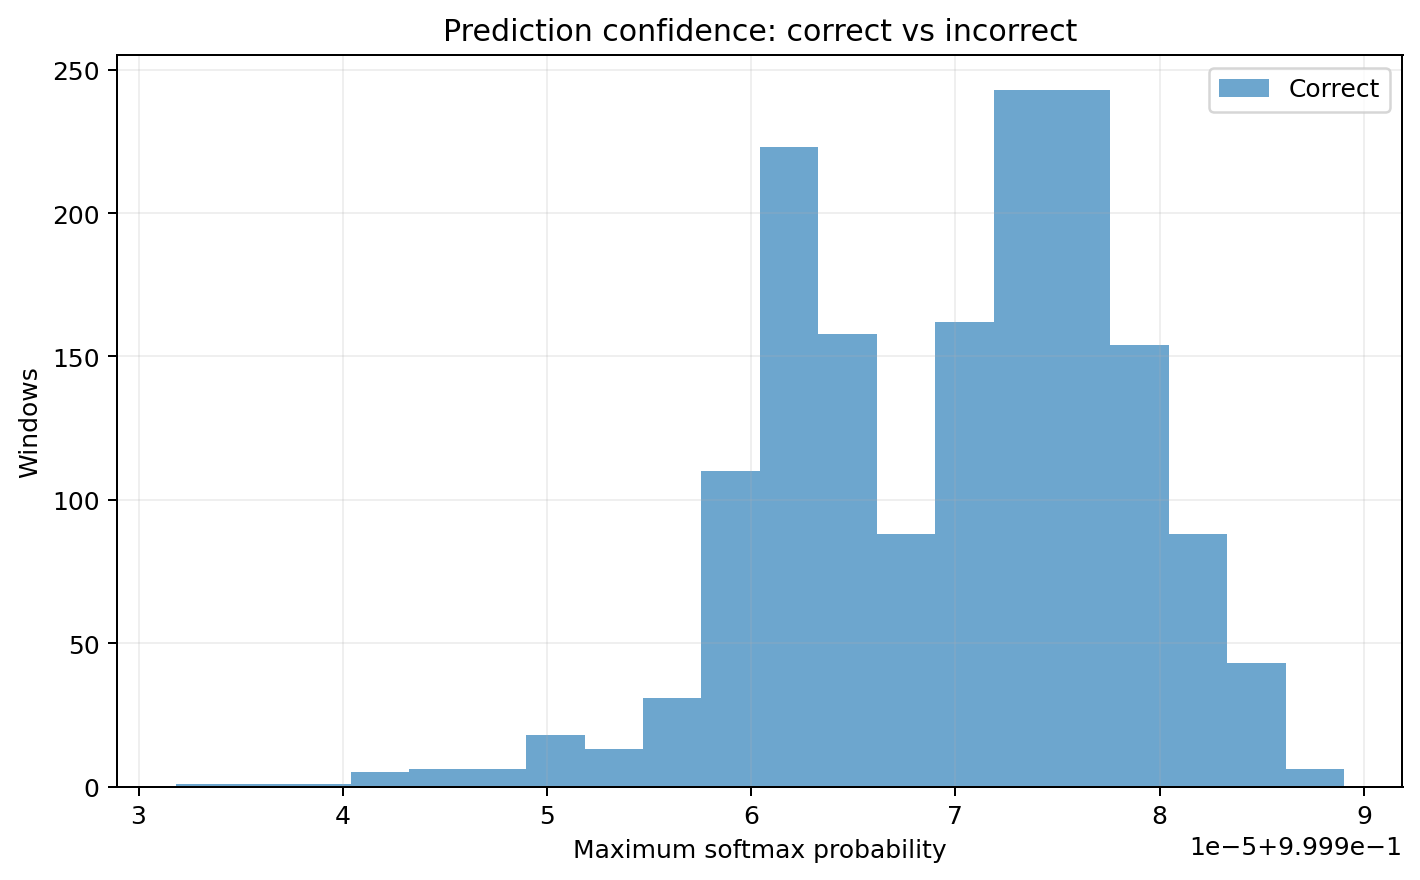 Prediction confidence: correct vs incorrect
Correct
250
200
150
100
50
0
Windows
3 4 5 6 7 8 9
Maximum softmax probability
1e−5+9.999e−1